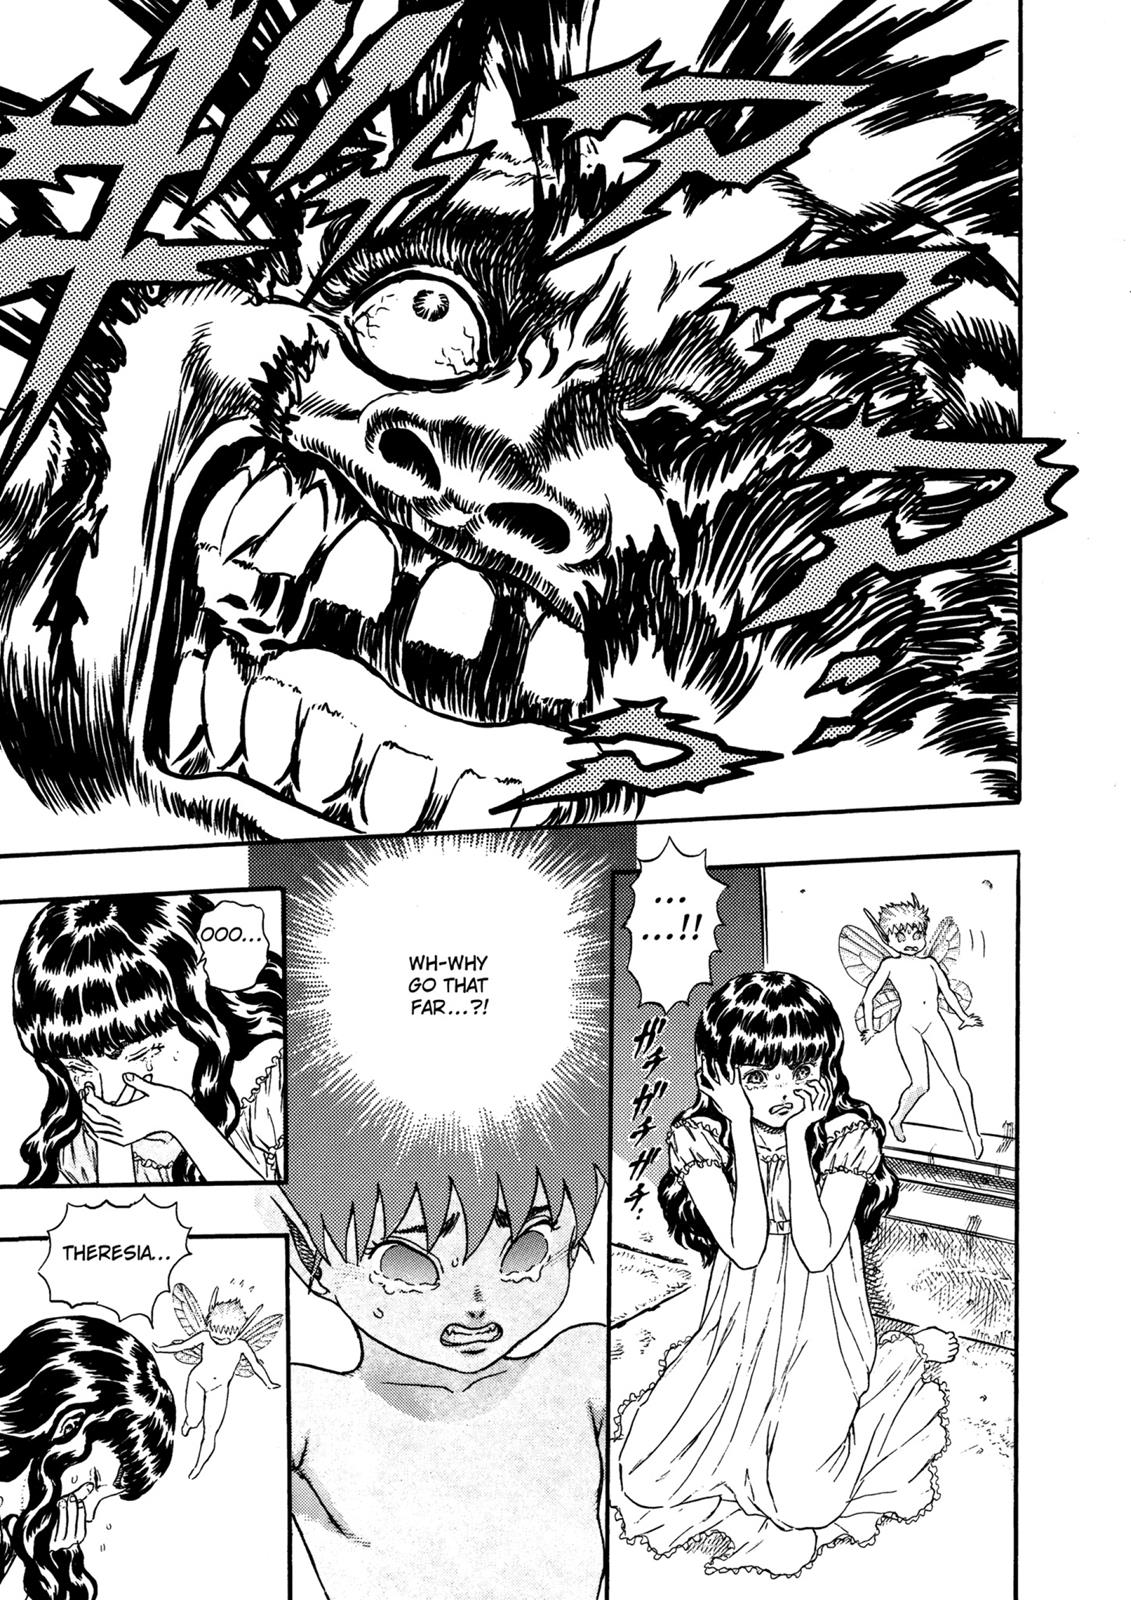 ...
...!!
ガチガチガチ
WH-WHY
GO THAT
FAR...?!
OOO...
THERESIA...